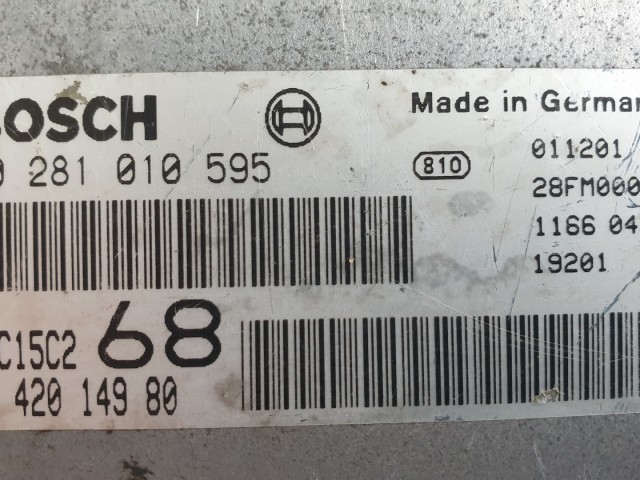 BOSCH
Made in German
0 281 010 595
810
011201
28FM000
1166 04
19201
C15C2 68
420 149 80